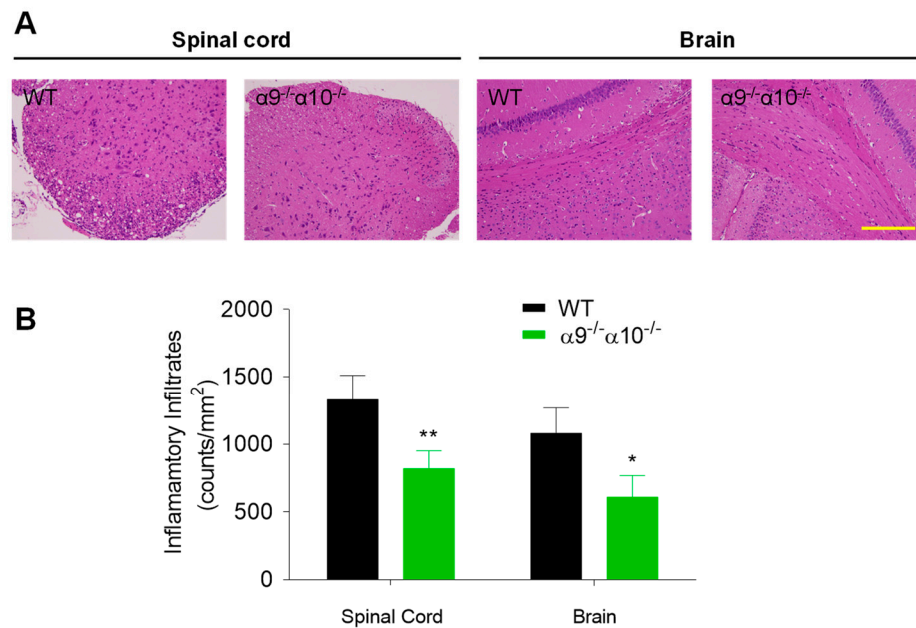 A
Spinal cord
Brain
WT
α9⁻/⁻α10⁻/⁻
WT
α9⁻/⁻α10⁻/⁻
B
Inflamamtory Infiltrates
(counts/mm²)
2000
1500
1000
500
0
WT
α9⁻/⁻α10⁻/⁻
**
*
Spinal Cord
Brain